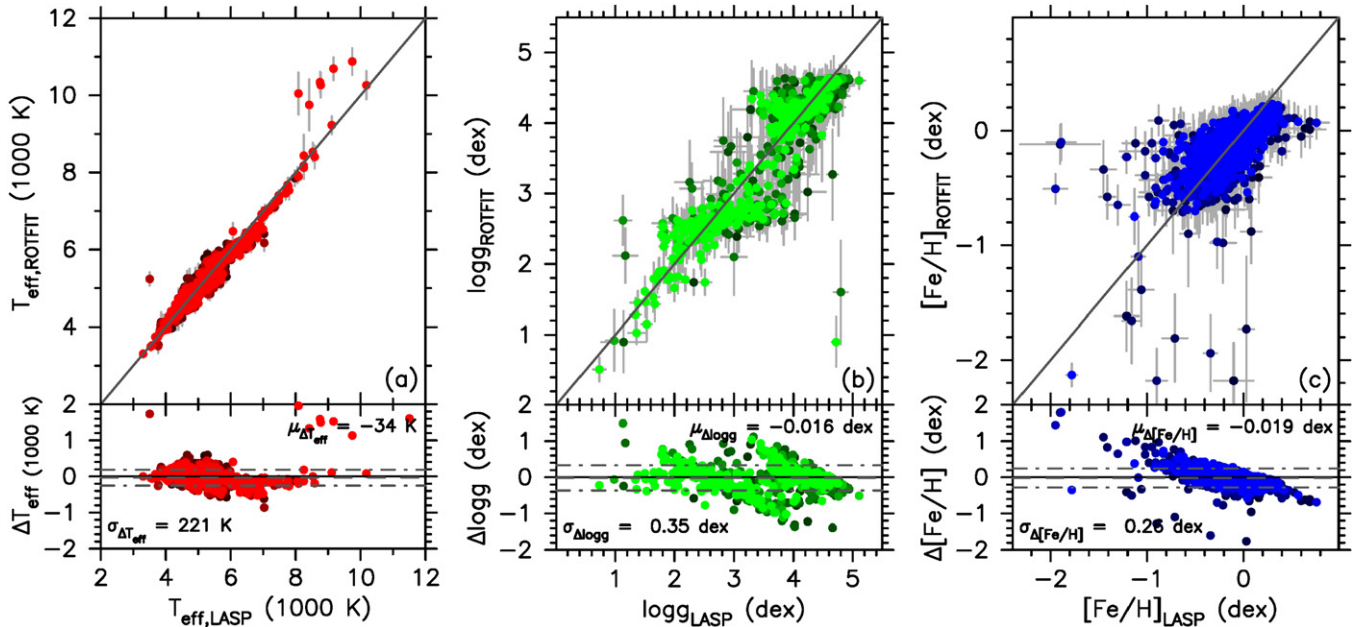 12
10
8
6
4
2
T_eff,ROTFIT (1000 K)
(a)
2
1
0
−1
−2
ΔT_eff (1000 K)
μ_ΔT_eff = −34 K
σ_ΔT_eff = 221 K
2 4 6 8 10 12
T_eff,LASP (1000 K)
5
4
3
2
1
logg_ROTFIT (dex)
(b)
2
1
0
−1
−2
Δlogg (dex)
μ_Δlogg = −0.016 dex
σ_Δlogg = 0.35 dex
1 2 3 4 5
logg_LASP (dex)
0
−1
−2
[Fe/H]_ROTFIT (dex)
(c)
2
1
0
−1
−2
Δ[Fe/H] (dex)
μ_Δ[Fe/H] = −0.019 dex
σ_Δ[Fe/H] = 0.26 dex
−2 −1 0
[Fe/H]_LASP (dex)